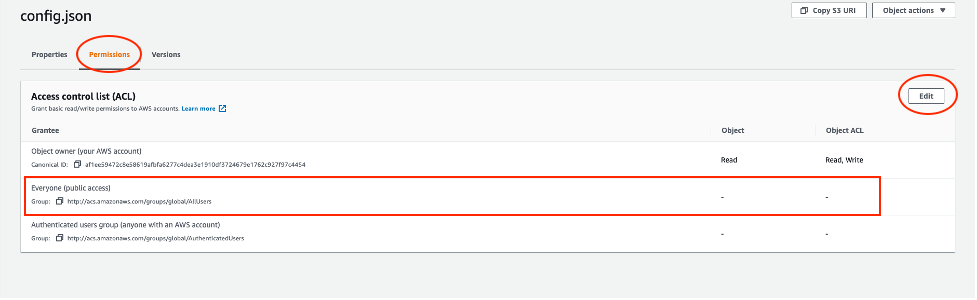 config.json
Copy S3 URI
Object actions
Properties
Permissions
Versions
Access control list (ACL)
Grant basic read/write permissions to AWS accounts. Learn more
Edit
Grantee Object Object ACL
Object owner (your AWS account)
Canonical ID: af1ee59472c8e58619afbfa6277c4dea3e1910df3724679e1762c927f97c4454
Read Read, Write
Everyone (public access)
Group: http://acs.amazonaws.com/groups/global/AllUsers
- -
Authenticated users group (anyone with an AWS account)
Group: http://acs.amazonaws.com/groups/global/AuthenticatedUsers
- -